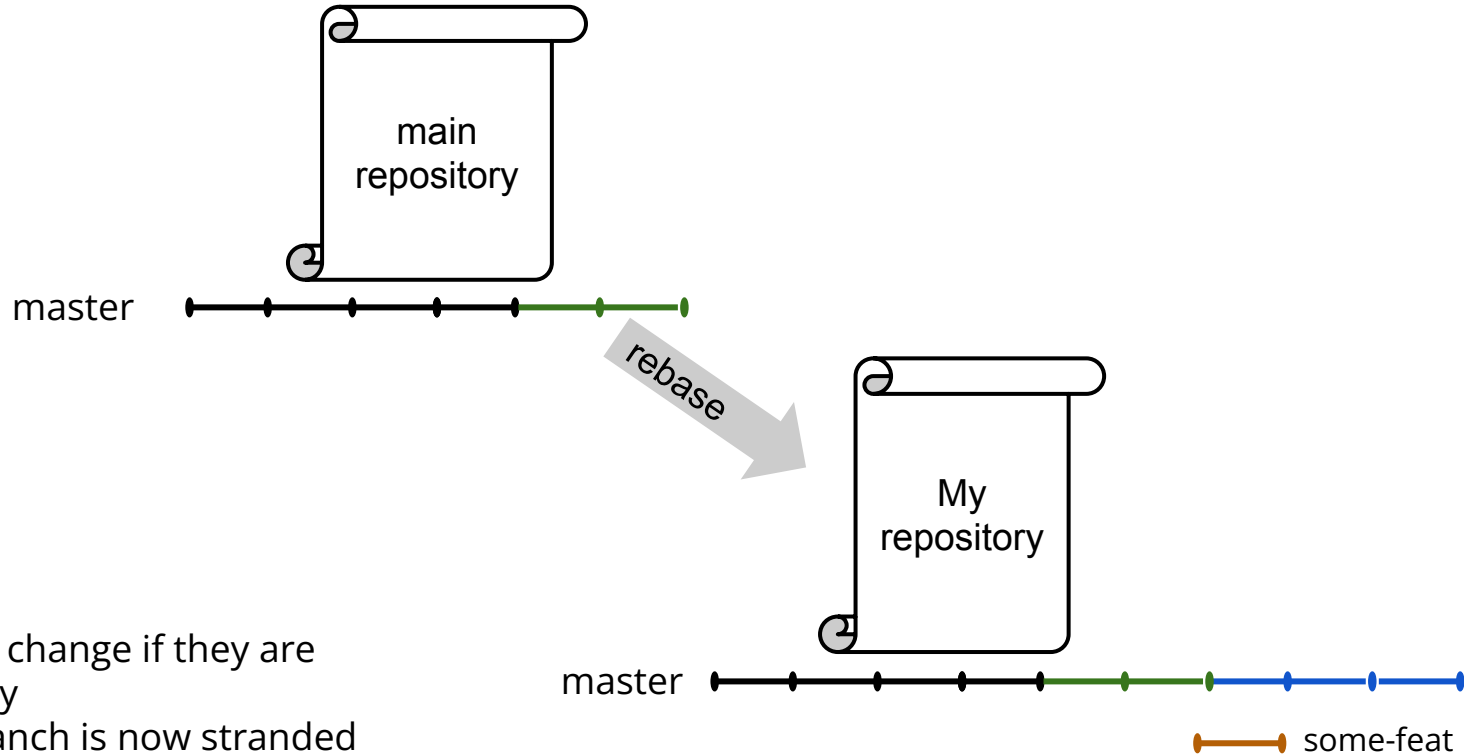 main
repository
master
rebase
My
repository
change if they are
y
anch is now stranded
master
some-feat